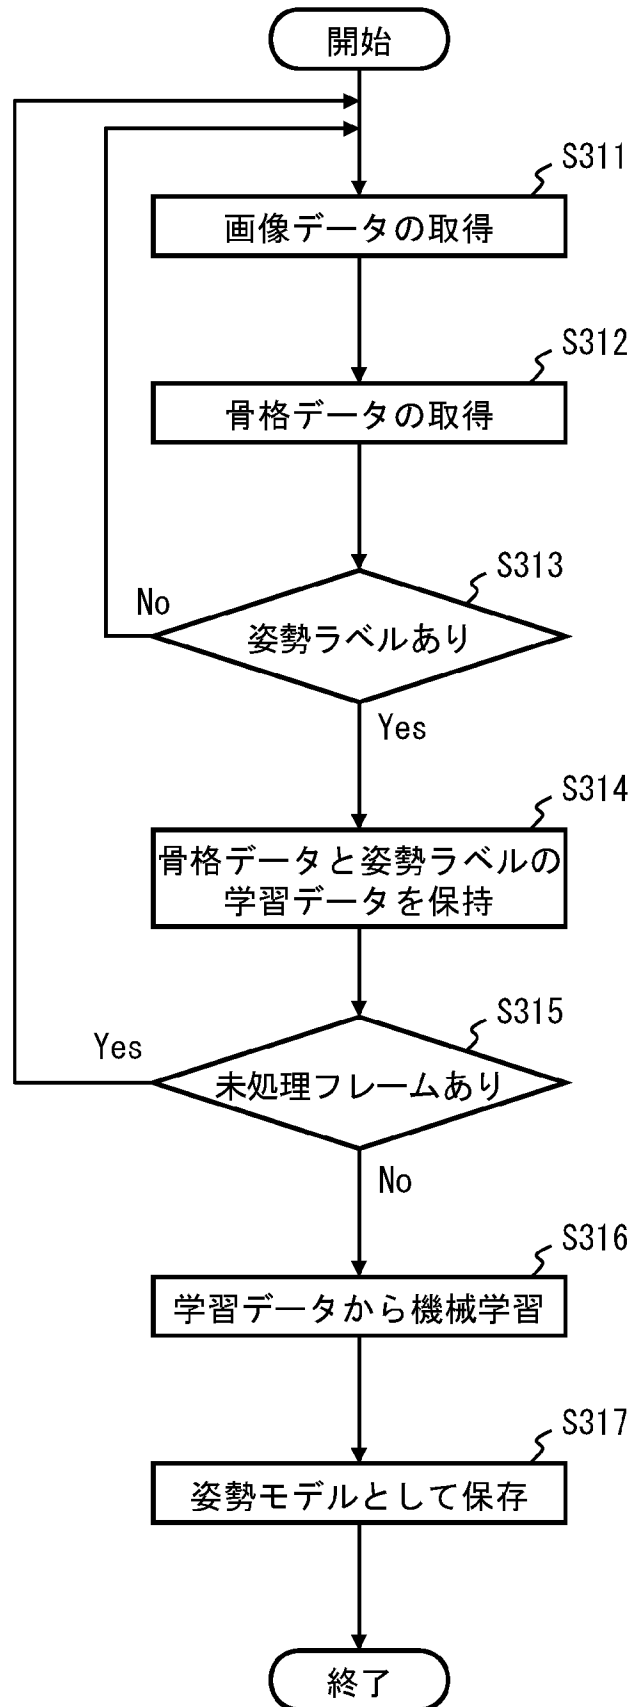 開始
S311
画像データの取得
S312
骨格データの取得
S313
No
姿勢ラベルあり
Yes
S314
骨格データと姿勢ラベルの
学習データを保持
S315
Yes
未処理フレームあり
No
S316
学習データから機械学習
S317
姿勢モデルとして保存
終了